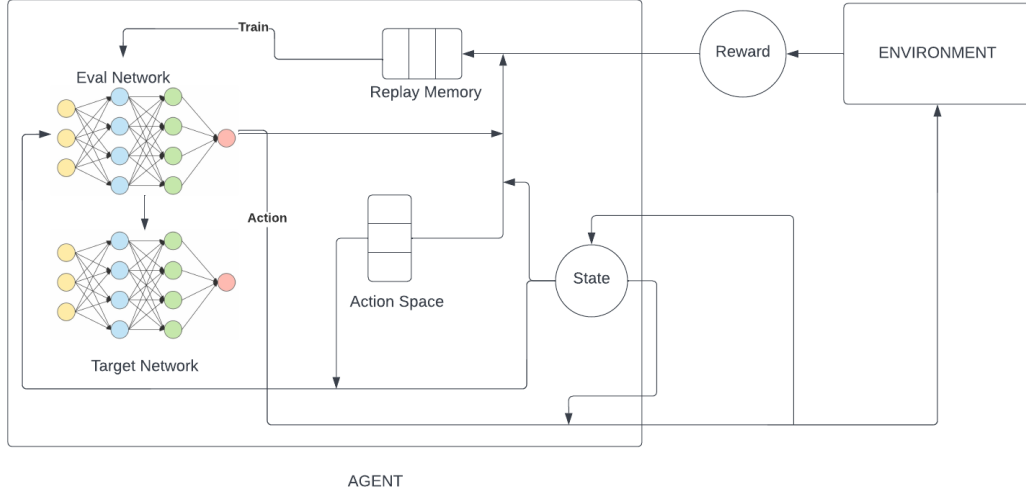 Train
Reward
ENVIRONMENT
Eval Network
Replay Memory
Action
State
Action Space
Target Network
AGENT